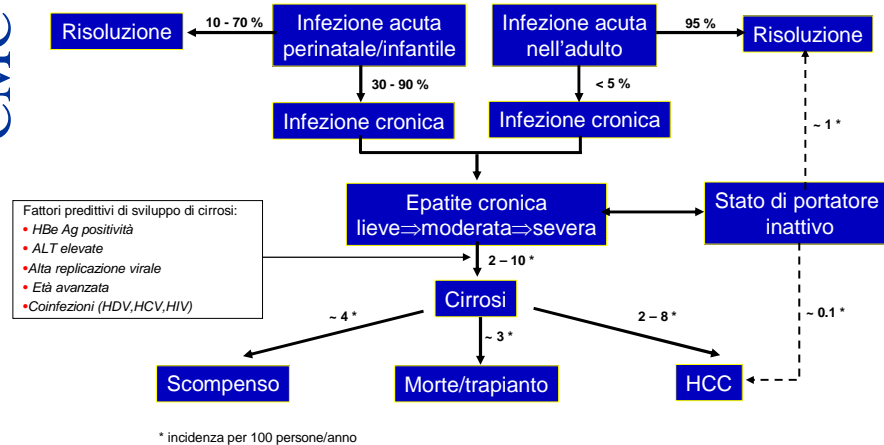 CMC
10 - 70 %
Infezione acuta
perinatale/infantile
Infezione acuta
nell'adulto
95 %
Risoluzione
Risoluzione
30 - 90 %
< 5 %
Infezione cronica
Infezione cronica
~ 1 *
Fattori predittivi di sviluppo di cirrosi:
• HBe Ag positività
• ALT elevate
•Alta replicazione virale
• Età avanzata
•Coinfezioni (HDV,HCV,HIV)
Epatite cronica
lieve⇒moderata⇒severa
Stato di portatore
inattivo
2 – 10 *
Cirrosi
~ 4 *
~ 3 *
2 – 8 *
~ 0.1 *
Scompenso
Morte/trapianto
HCC
* incidenza per 100 persone/anno